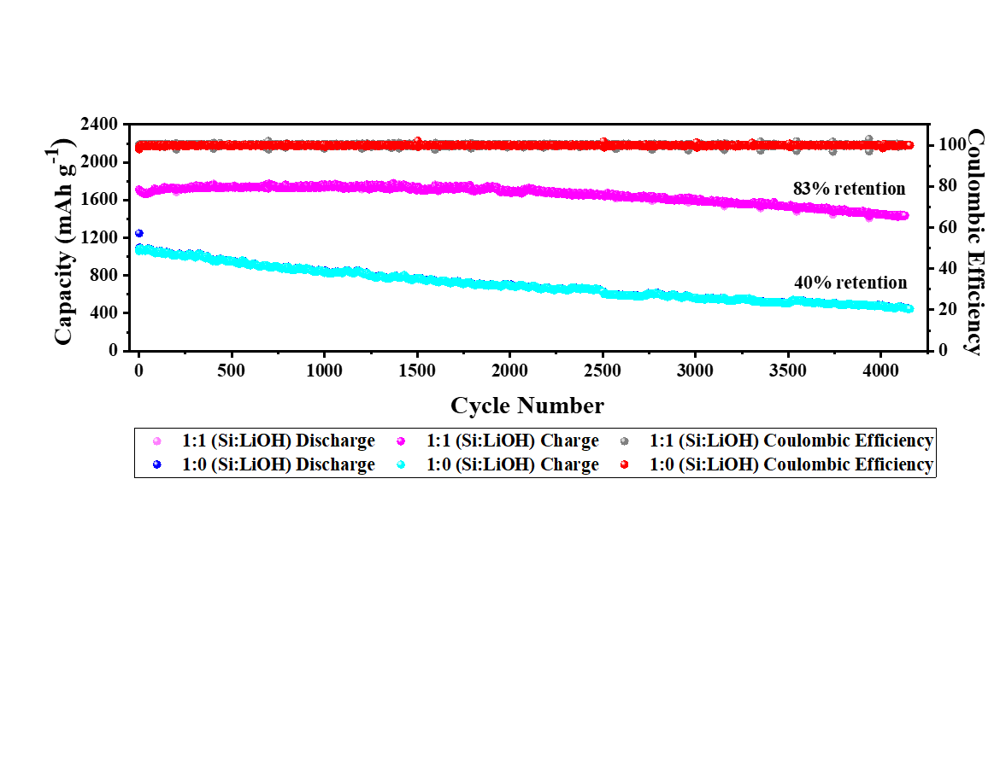 2400
2000
1600
1200
800
400
0
Capacity (mAh g-1)
100
80
60
40
20
0
Coulombic Efficiency
83% retention
40% retention
0 500 1000 1500 2000 2500 3000 3500 4000
Cycle Number
1:1 (Si:LiOH) Discharge 1:1 (Si:LiOH) Charge 1:1 (Si:LiOH) Coulombic Efficiency
1:0 (Si:LiOH) Discharge 1:0 (Si:LiOH) Charge 1:0 (Si:LiOH) Coulombic Efficiency